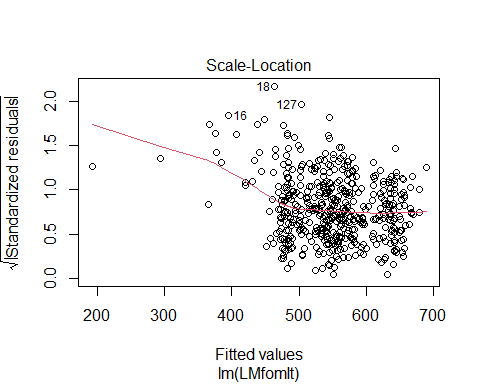 Scale-Location
√|Standardized residuals|
2.0
1.5
1.0
0.5
0.0
18
127
16
200 300 400 500 600 700
Fitted values
lm(LMfomlt)